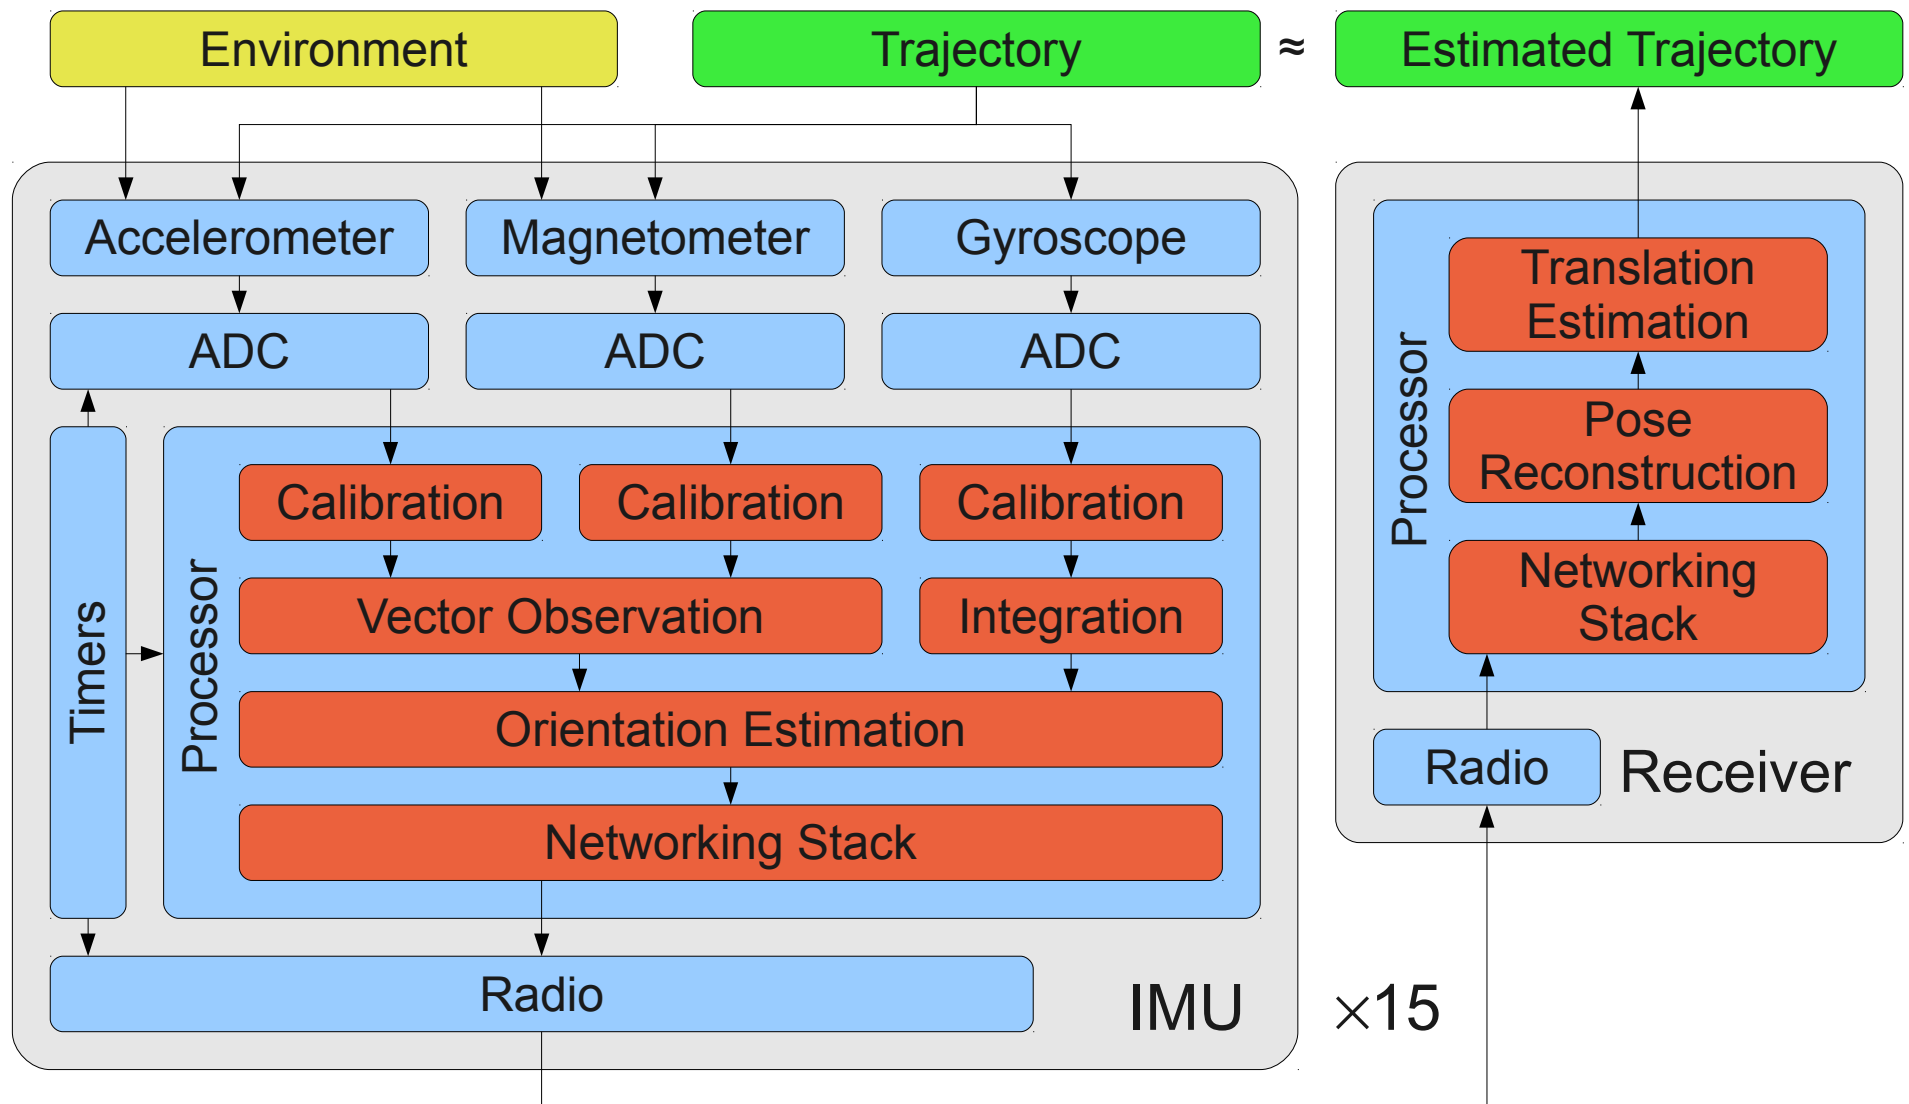 Environment
Trajectory
≈
Estimated Trajectory
Accelerometer
Magnetometer
Gyroscope
ADC
ADC
ADC
Timers
Processor
Calibration
Calibration
Calibration
Vector Observation
Integration
Orientation Estimation
Networking Stack
Radio
IMU
×15
Processor
Translation
Estimation
Pose
Reconstruction
Networking
Stack
Radio
Receiver